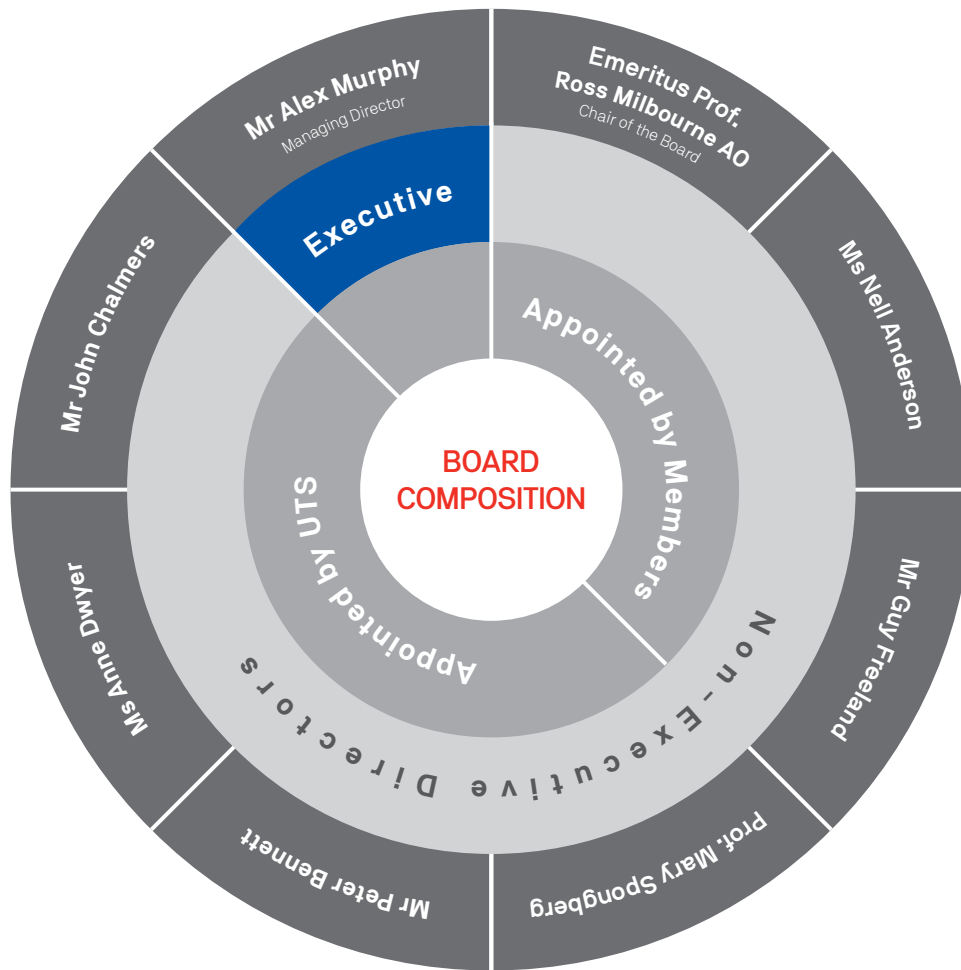 BOARD
COMPOSITION
Appointed by Members
Appointed by UTS
Executive
Non-Executive Directors
Emeritus Prof.
Ross Milbourne AO
Chair of the Board
Ms Nell Anderson
Mr Guy Freeland
Prof. Mary Spongberg
Mr Peter Bennett
Ms Anne Dwyer
Mr John Chalmers
Mr Alex Murphy
Managing Director